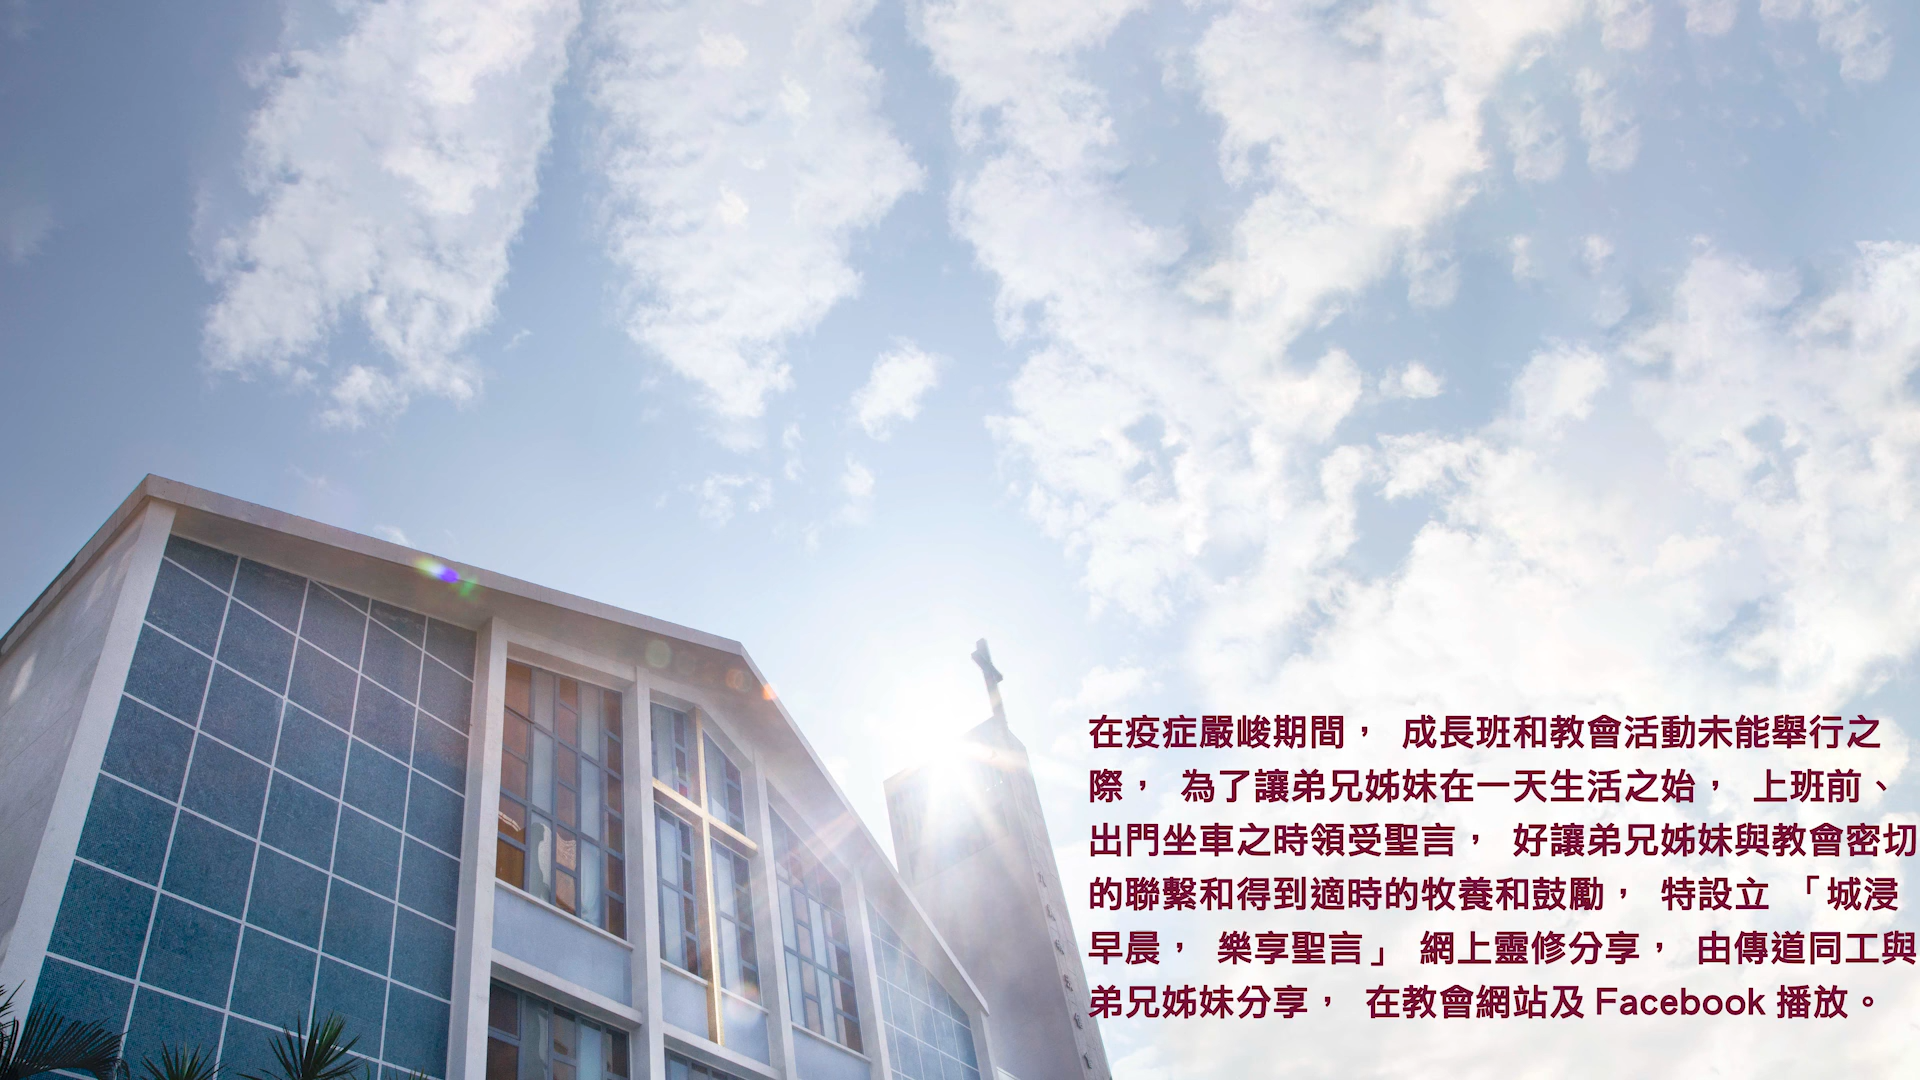 在疫症嚴峻期間， 成長班和教會活動未能舉行之
際， 為了讓弟兄姊妹在一天生活之始， 上班前、
出門坐車之時領受聖言， 好讓弟兄姊妹與教會密切
的聯繫和得到適時的牧養和鼓勵， 特設立 「城浸
早晨， 樂享聖言」 網上靈修分享， 由傳道同工與
弟兄姊妹分享， 在教會網站及 Facebook 播放。